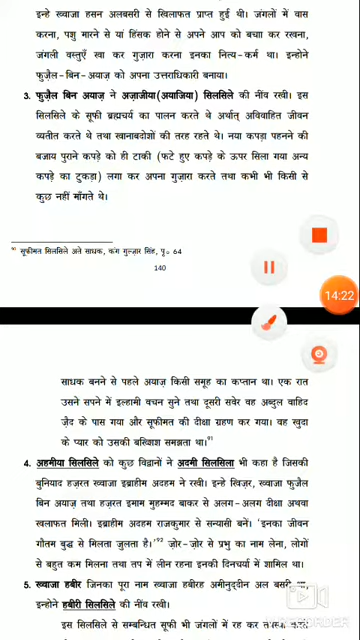 इन्हे ख्वाजा हसन अलबसरी से खिलाफत प्राप्त हुई थी। जंगलों में वास
करना, पशु मारने से या हिंसक होने से अपने आप को बचा कर रखना,
जंगली वस्तुएँ खा कर गुज़ारा करना इनका नित्य-कर्म था। इन्होने
फुज़ैल-बिन-अयाज़ को अपना उत्तराधिकारी बनाया।
3. फुज़ैल बिन अयाज़ ने अज़ाजीया(अयाजिया) सिलसिले की नींव रखी। इस
सिलसिले के सूफी ब्रह्मचर्य का पालन करते थे अर्थात् अविवाहित जीवन
व्यतीत करते थे तथा खानाबदोशों की तरह रहते थे। नया कपड़ा पहनने की
बजाय पुराने कपड़े को ही टाकी (फटे हुए कपड़े के ऊपर सिला गया अन्य
कपड़े का टुकड़ा) लगा कर अपना गुज़ारा करते तथा कभी भी किसी से
कुछ नहीं माँगते थे।
90 सूफीमत सिलसिले अते साधक, कंग गुल्ज़ार सिंह, पृ० 64
140
14:22
साधक बनने से पहले अयाज़ किसी समूह का कप्तान था। एक रात
उसने सपने में इल्हामी वचन सुने तथा दूसरी सवेर वह अब्दुल वाहिद
ज़ैद के पास गया और सूफीमत की दीक्षा ग्रहण कर गया। वह खुदा
के प्यार को उसकी बख्शिश समझता था।91
4. अहमीया सिलसिले को कुछ विद्वानों ने अदमी सिलसिला भी कहा है जिसकी
बुनियाद हज़रत ख्वाजा इब्राहीम अदहम ने रखी। इन्हे खिज़र, ख्वाजा फुज़ैल
बिन अयाज़ तथा हज़रत इमाम मुहम्मद बाकर से अलग-अलग दीक्षा अथवा
खलाफत मिली। इब्राहीम अदहम राजकुमार से सन्यासी बनें। 'इनका जीवन
गौतम बुद्ध से मिलता जुलता है।'92 ज़ोर-ज़ोर से प्रभु का नाम लेना, लोगों
से बहुत कम मिलना तथा तप में लीन रहना इनकी दिनचर्या में शामिल था।
5. ख्वाजा हबीर जिनका पूरा नाम ख्वाजा हबीरह अमीनुद्दीन अल बसरी
इन्होने हबीरी सिलसिले की नींव रखी।
इस सिलसिले से सम्बन्धित सूफी भी जंगलों में रह कर